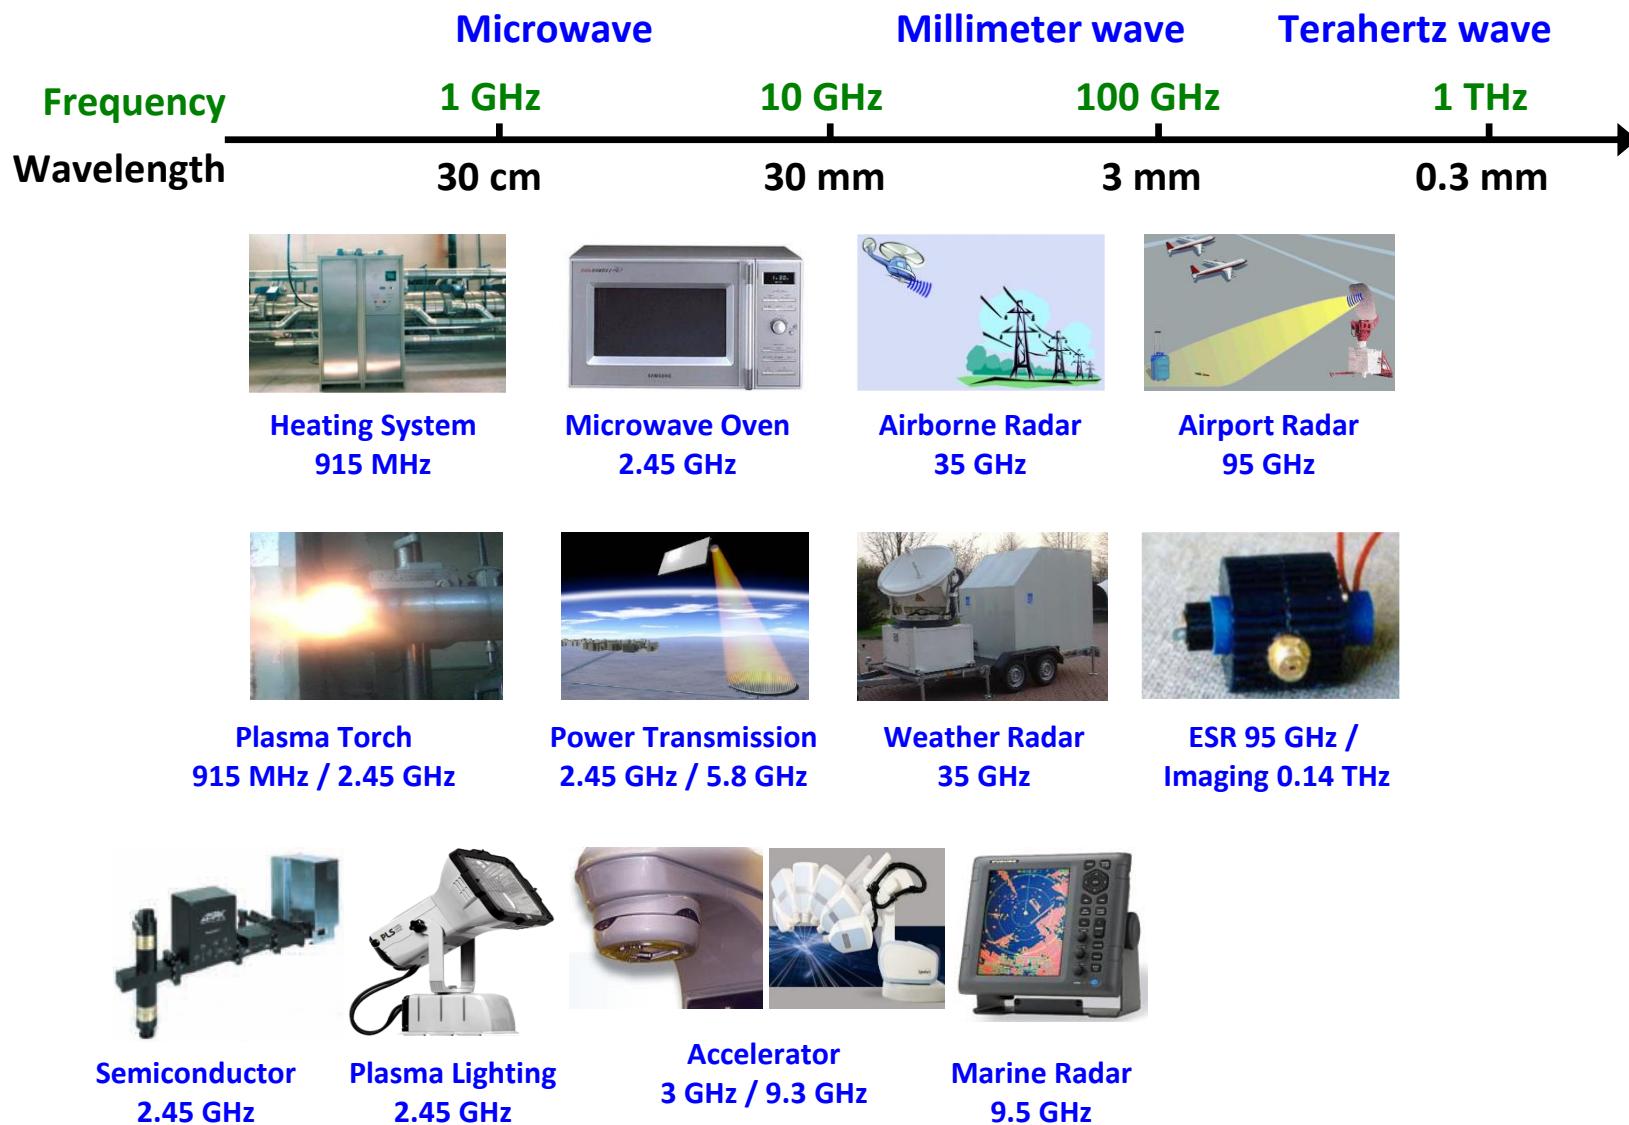 Microwave Millimeter wave Terahertz wave
Frequency 1 GHz 10 GHz 100 GHz 1 THz
Wavelength 30 cm 30 mm 3 mm 0.3 mm
SAMSUNG
Heating System Microwave Oven Airborne Radar Airport Radar
915 MHz 2.45 GHz 35 GHz 95 GHz
Plasma Torch Power Transmission Weather Radar ESR 95 GHz /
915 MHz / 2.45 GHz 2.45 GHz / 5.8 GHz 35 GHz Imaging 0.14 THz
PLS
Semiconductor Plasma Lighting Accelerator Marine Radar
2.45 GHz 2.45 GHz 3 GHz / 9.3 GHz 9.5 GHz